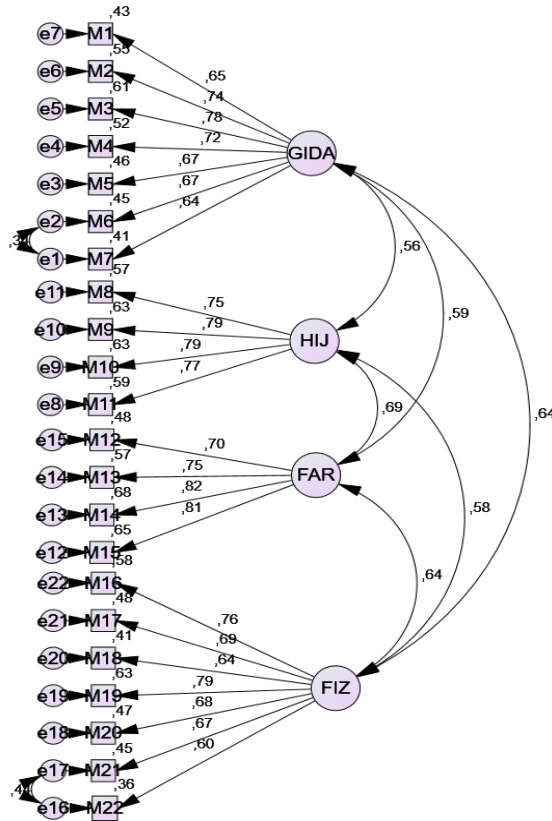 ,43
e7 M1
,55
,65
e6 M2
,61
,74
e5 M3
,78
,52
e4 M4
,72
GIDA
,46
e3 M5
,67
,45
,67
e2 M6
,64
,41
e1 M7
,56
,57
e11 M8
,75
,59
,63
e10 M9
,79
HIJ
,63
,79
e9 M10
,77
,59
e8 M11
,69
,64
,48
e15 M12
,70
,57
e14 M13
,75
FAR
,68
,82
e13 M14
,58
,81
,65
e12 M15
,58
,64
e22 M16
,48
,76
e21 M17
,69
,41
e20 M18
,64
,63
FIZ
e19 M19
,79
,47
,68
e18 M20
,67
,45
,60
e17 M21
,36
e16 M22